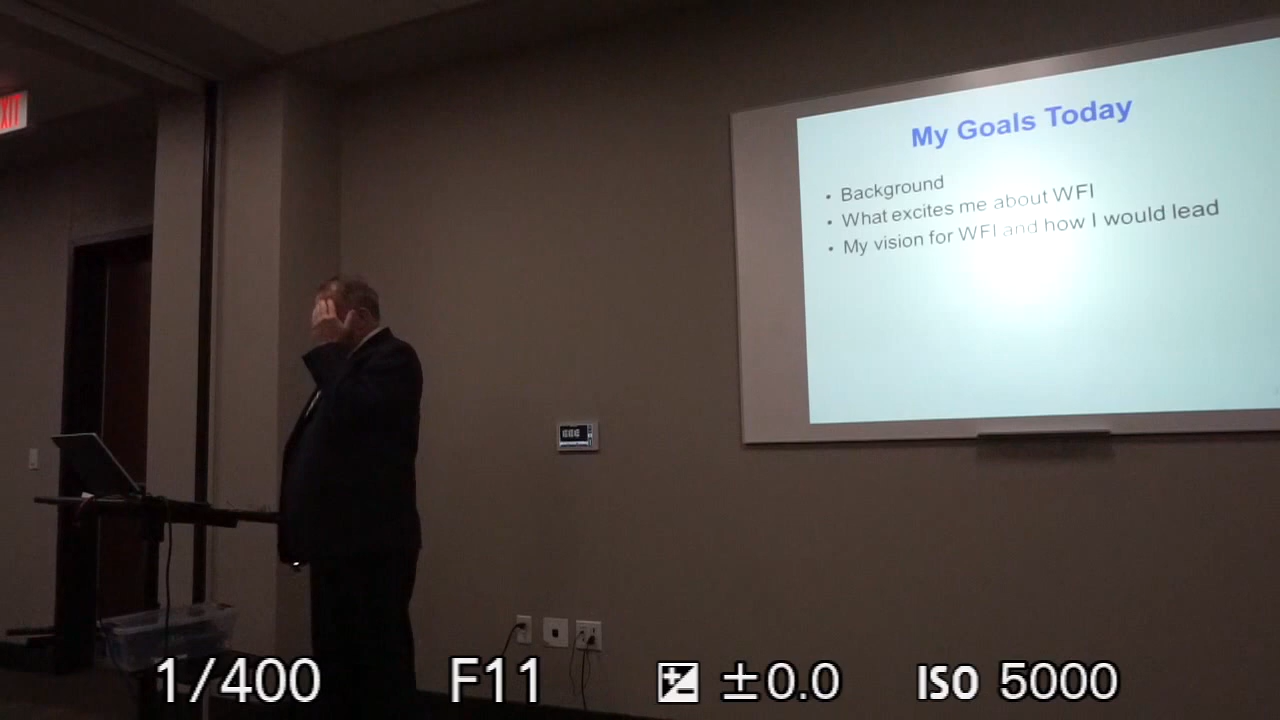 XIT
My Goals Today
• Background
• What excites me about WFI
• My vision for WFI and how I would lead
1/400 F11 ±0.0 ISO 5000